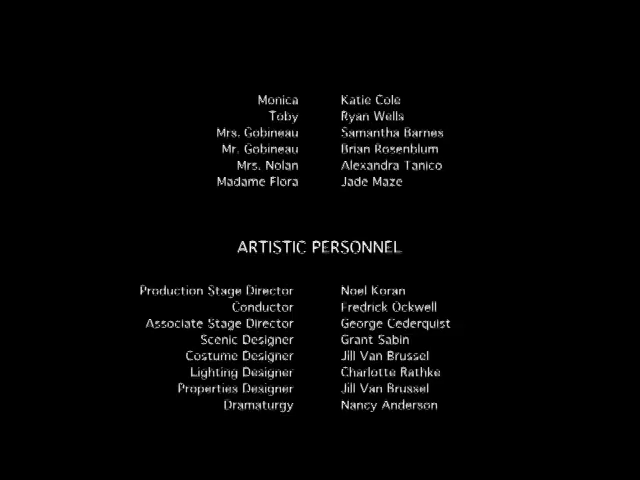 Monica Katie Cole
Toby Ryan Wells
Mrs. Gobineau Samantha Barnes
Mr. Gobineau Brian Rosenblum
Mrs. Nolan Alexandra Tanico
Madame Flora Jade Maze
ARTISTIC PERSONNEL
Production Stage Director Noel Koran
Conductor Fredrick Ockwell
Associate Stage Director George Cederquist
Scenic Designer Grant Sabin
Costume Designer Jill Van Brussel
Lighting Designer Charlotte Rathke
Properties Designer Jill Van Brussel
Dramaturgy Nancy Anderson